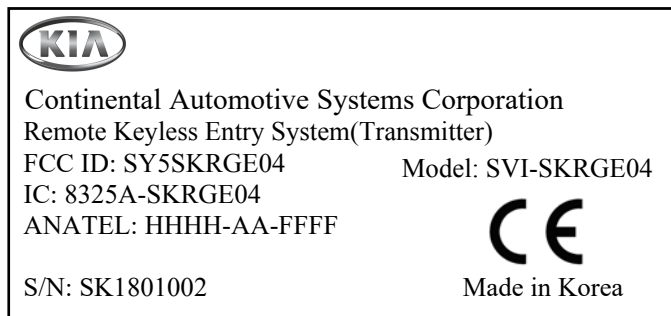 KIA
Continental Automotive Systems Corporation
Remote Keyless Entry System(Transmitter)
FCC ID: SY5SKRGE04
Model: SVI-SKRGE04
IC: 8325A-SKRGE04
ANATEL: HHHH-AA-FFFF
CE
S/N: SK1801002
Made in Korea